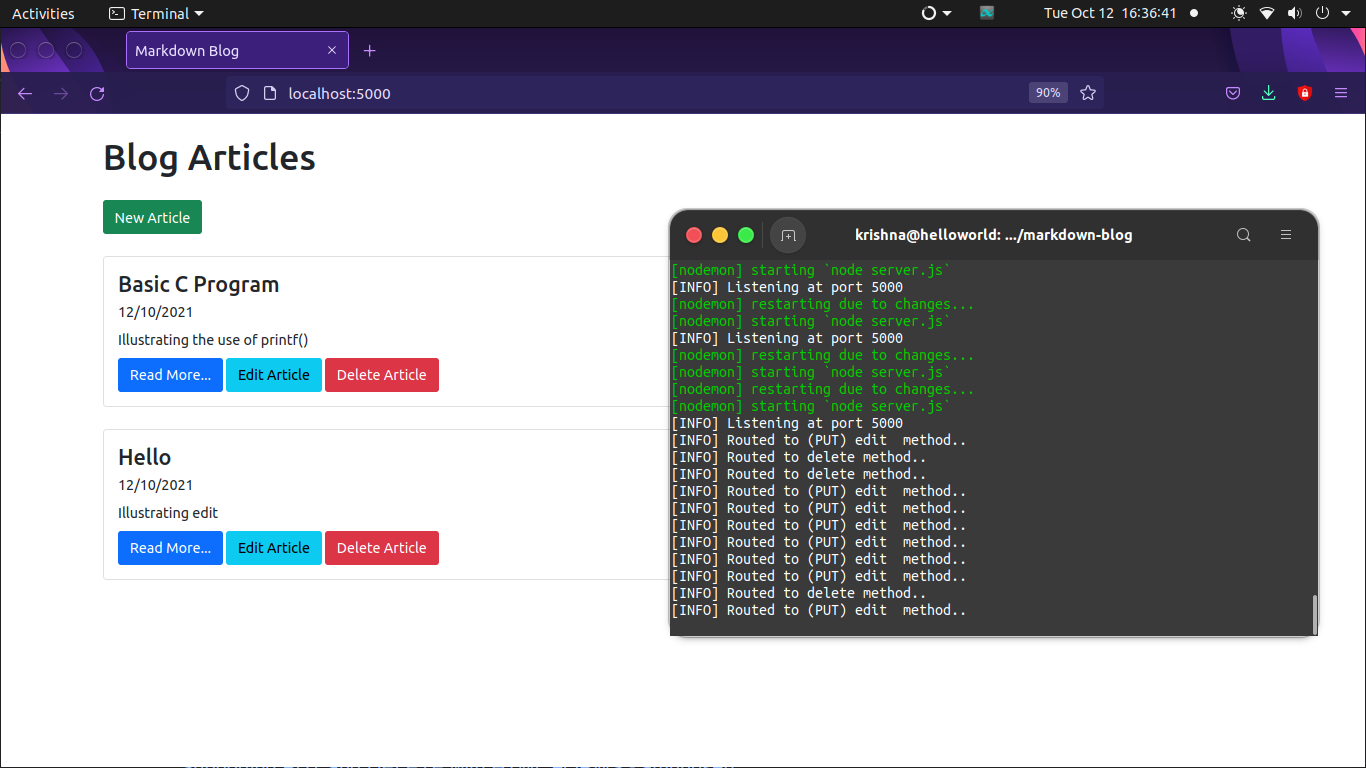 Activities Terminal Tue Oct 12 16:36:41
Markdown Blog
localhost:5000 90%
Blog Articles
New Article
Basic C Program
12/10/2021
Illustrating the use of printf()
Read More... Edit Article Delete Article
Hello
12/10/2021
Illustrating edit
Read More... Edit Article Delete Article
krishna@helloworld: .../markdown-blog
[nodemon] starting `node server.js`
[INFO] Listening at port 5000
[nodemon] restarting due to changes...
[nodemon] starting `node server.js`
[INFO] Listening at port 5000
[nodemon] restarting due to changes...
[nodemon] starting `node server.js`
[nodemon] restarting due to changes...
[nodemon] starting `node server.js`
[INFO] Listening at port 5000
[INFO] Routed to (PUT) edit  method..
[INFO] Routed to delete method..
[INFO] Routed to delete method..
[INFO] Routed to (PUT) edit  method..
[INFO] Routed to (PUT) edit  method..
[INFO] Routed to (PUT) edit  method..
[INFO] Routed to (PUT) edit  method..
[INFO] Routed to (PUT) edit  method..
[INFO] Routed to (PUT) edit  method..
[INFO] Routed to delete method..
[INFO] Routed to (PUT) edit  method..